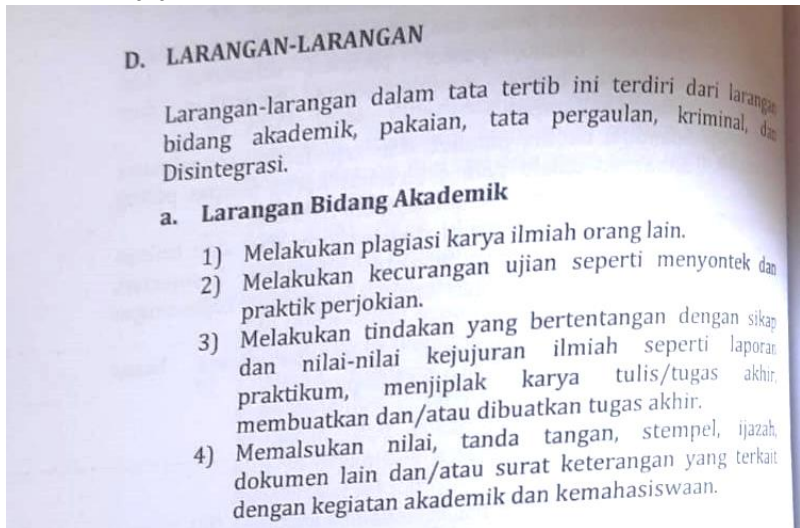 D. LARANGAN-LARANGAN
Larangan-larangan dalam tata tertib ini terdiri dari larangan
bidang akademik, pakaian, tata pergaulan, kriminal, dan
Disintegrasi.
a. Larangan Bidang Akademik
1) Melakukan plagiasi karya ilmiah orang lain.
2) Melakukan kecurangan ujian seperti menyontek dan
praktik perjokian.
3) Melakukan tindakan yang bertentangan dengan sikap
dan nilai-nilai kejujuran ilmiah seperti laporan
praktikum, menjiplak karya tulis/tugas akhir,
membuatkan dan/atau dibuatkan tugas akhir.
4) Memalsukan nilai, tanda tangan, stempel, ijazah,
dokumen lain dan/atau surat keterangan yang terkait
dengan kegiatan akademik dan kemahasiswaan.